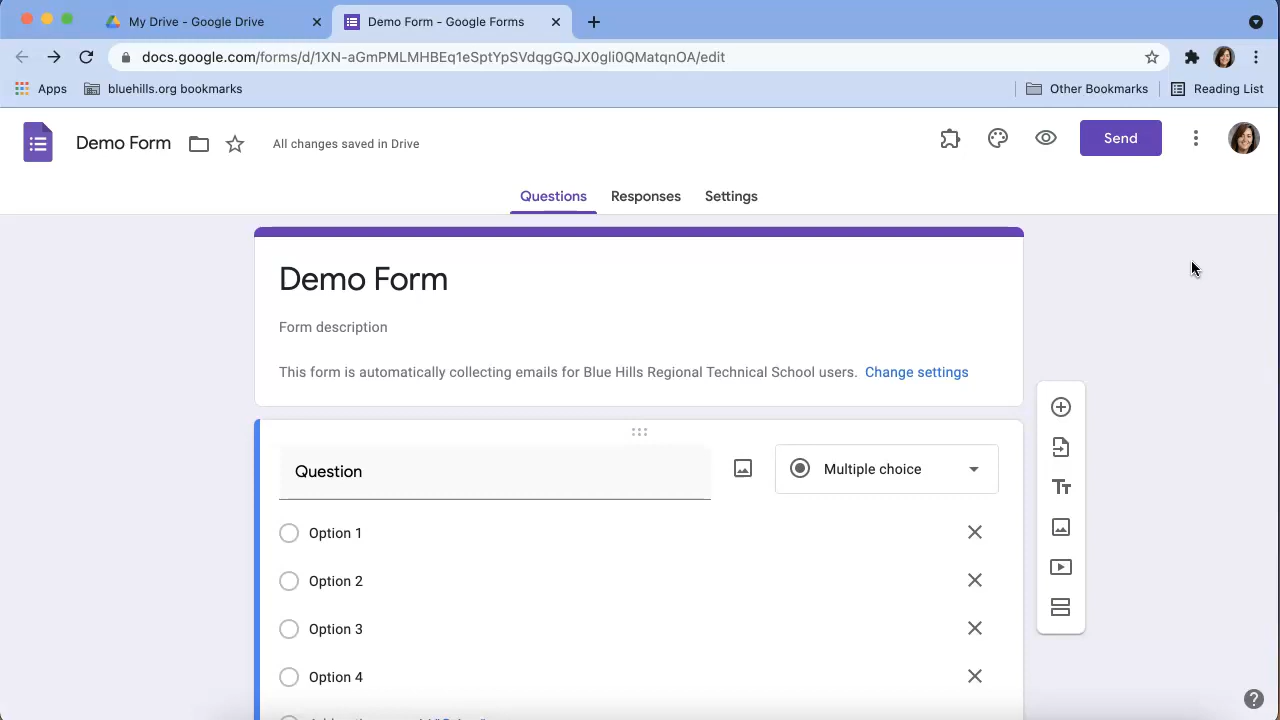 My Drive - Google Drive
Demo Form - Google Forms
docs.google.com/forms/d/1XN-aGmPMLMHBEq1eSptYpSVdqgGQJX0gli0QMatqnOA/edit
Apps
bluehills.org bookmarks
Other Bookmarks
Reading List
Demo Form
All changes saved in Drive
Send
Questions
Responses
Settings
Demo Form
Form description
This form is automatically collecting emails for Blue Hills Regional Technical School users. Change settings
Question
Multiple choice
Option 1
Option 2
Option 3
Option 4